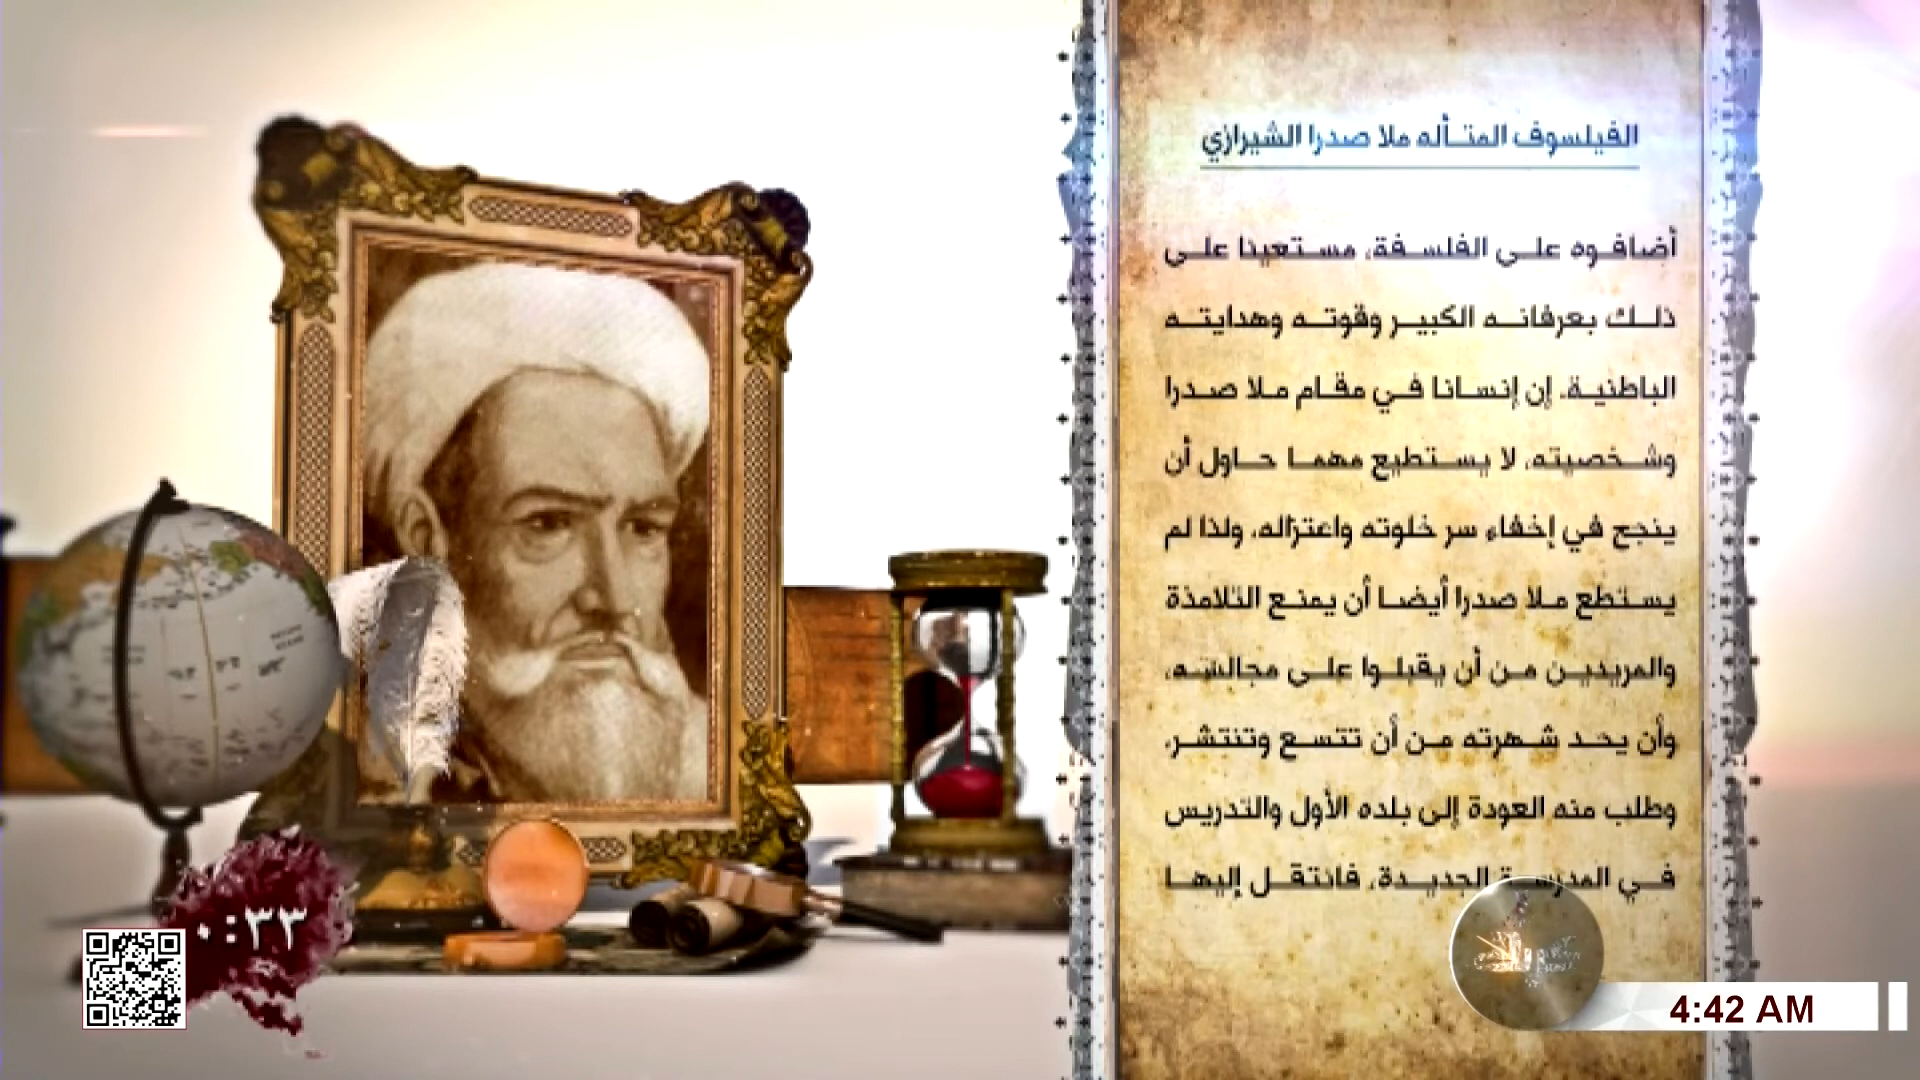 الفيلسوف المتأله ملا صدرا الشيرازي
أضافوه على الفلسفة، مستعينا على
ذلك بعرفانه الكبير وقوته وهدايته
الباطنية. إن إنسانا في مقام ملا صدرا
وشخصيته، لا يستطيع مهما حاول أن
ينجح في إخفاء سر خلوته واعتزاله، ولذا لم
يستطع ملا صدرا أيضا أن يمنع التلامذة
والمريدين من أن يقبلوا على مجالسه،
وأن يحد شهرته من أن تتسع وتنتشر،
وطلب منه العودة إلى بلده الأول والتدريس
في المدرسة الجديدة، فانتقل إليها
٠:٣٣
4:42 AM